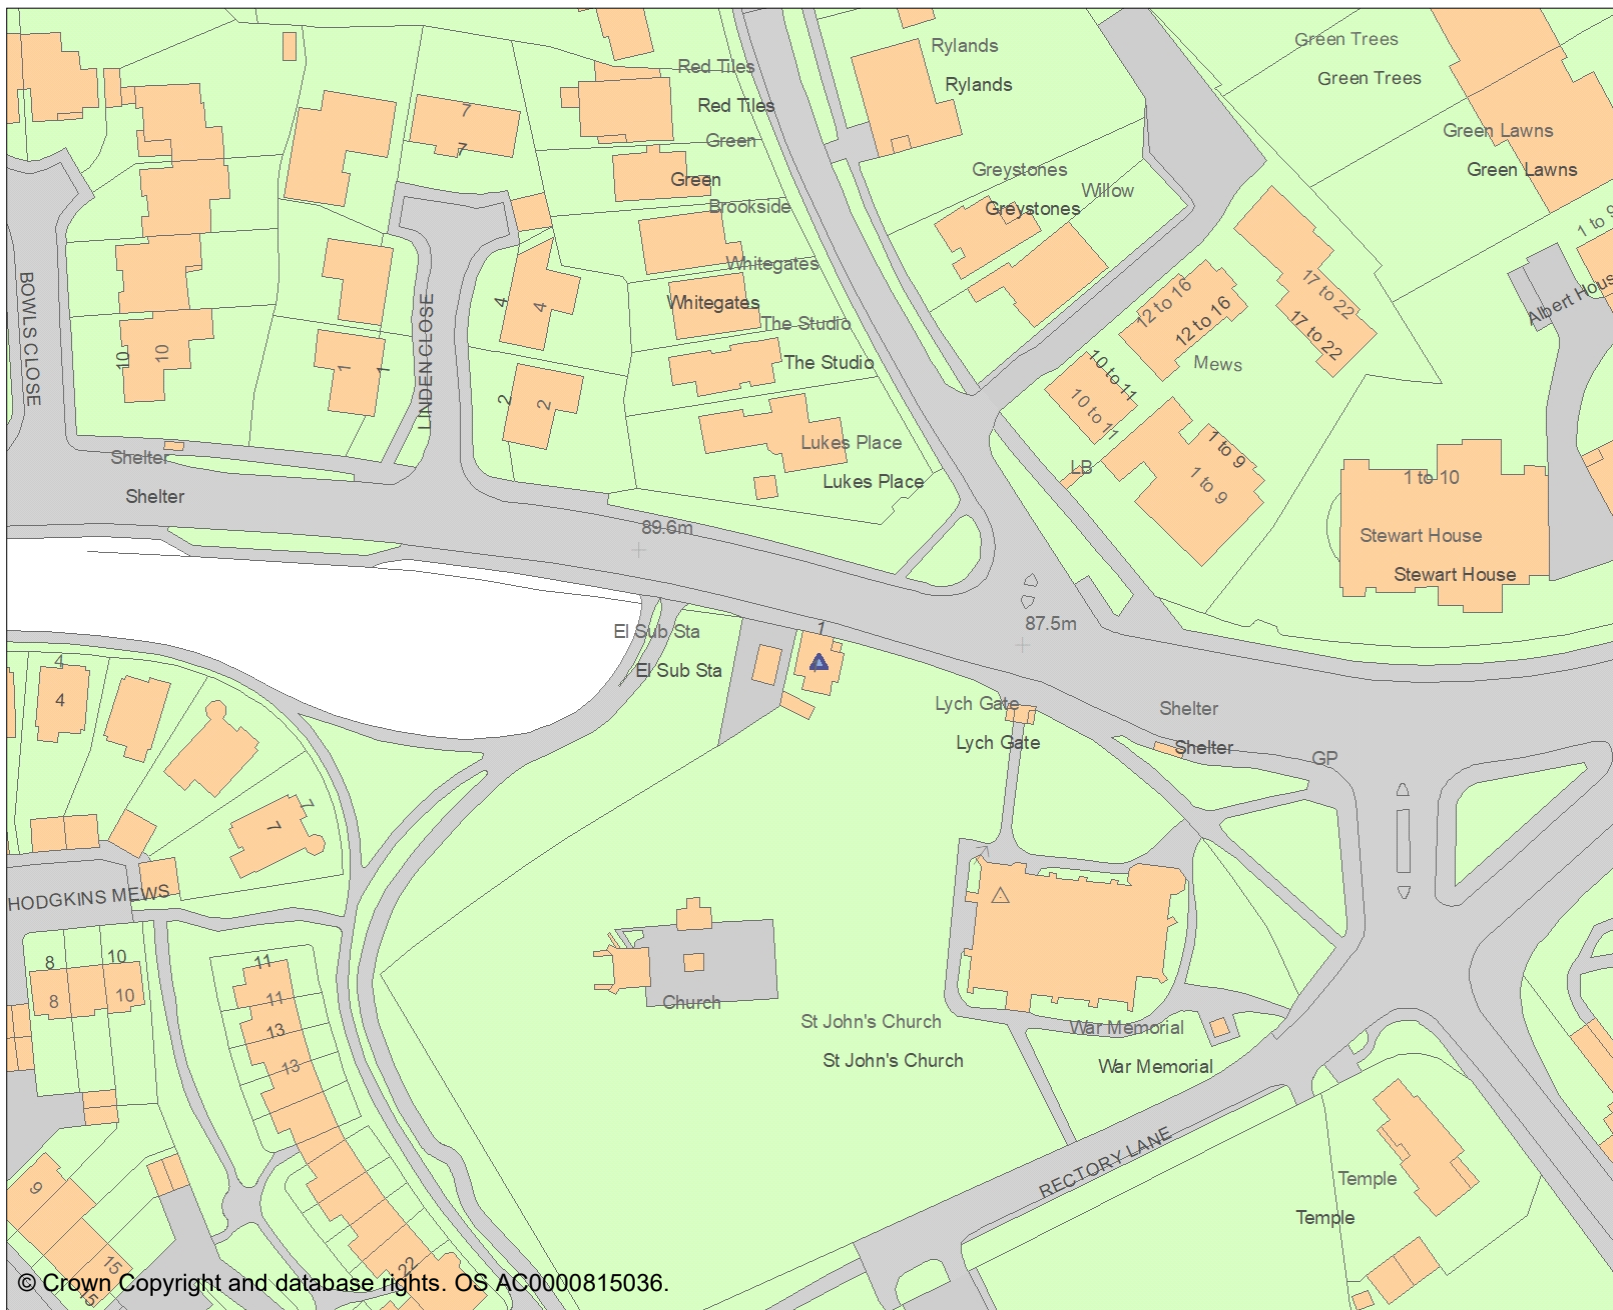 Rylands
Green Trees
Red Tiles
Green Trees
Rylands
Red Tiles
7
7
Green
Green Lawns
Green Lawns
Greystones
Green
Willow
Brookside
Greystones
1 to 9
Whitegates
Whitegates
12 to 16
12 to 16
17 to 22
17 to 22
Albert Hous
BOWLS CLOSE
LINDEN CLOSE
4
4
The Studio
The Studio
10
10
1
1
Mews
10 to 11
10 to 11
2
2
Lukes Place
Lukes Place
1 to 9
1 to 9
Shelter
Shelter
LB
1 to 10
89.6m
Stewart House
Stewart House
87.5m
El Sub Sta
El Sub Sta
1
4
4
Lych Gate
Lych Gate
Shelter
Shelter
GP
7
7
HODGKINS MEWS
8
10
8
10
11
11
13
13
Church
St John's Church
St John's Church
War Memorial
War Memorial
RECTORY LANE
Temple
Temple
9
15
15
22
© Crown Copyright and database rights. OS AC0000815036.